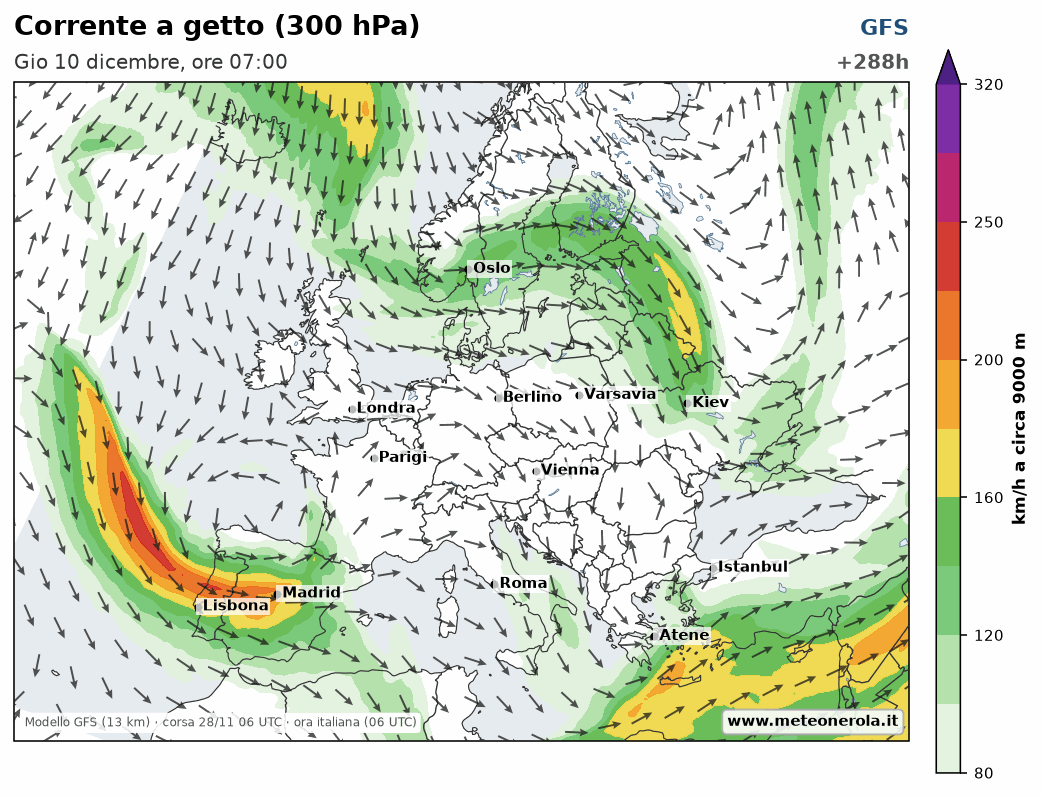 Corrente a getto (300 hPa)
GFS
Gio 10 dicembre, ore 07:00
+288h
320
250
200
160
120
80
km/h a circa 9000 m
Oslo
Berlino
Varsavia
Kiev
Londra
Parigi
Vienna
Istanbul
Roma
Madrid
Lisbona
Atene
Modello GFS (13 km) · corsa 28/11 06 UTC · ora italiana (06 UTC)
www.meteonerola.it